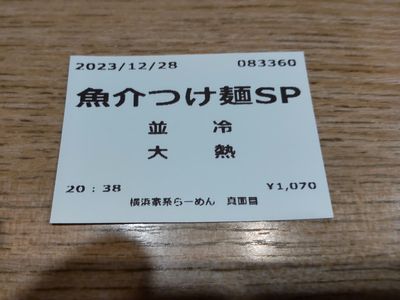 2023/12/28 083360
魚介つけ麺SP
並 冷
大 熱
20:38 ¥1,070
横浜家系らーめん 真面目